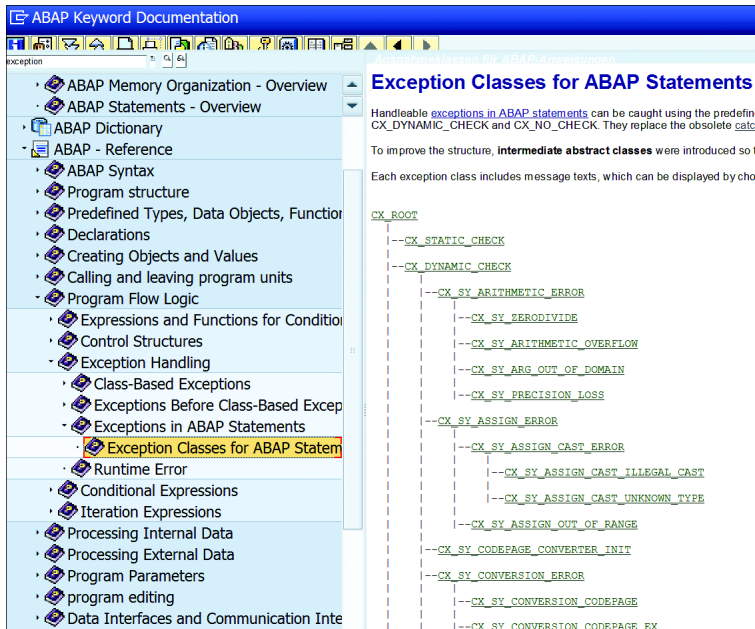 ABAP Keyword Documentation
exception
ABAP Memory Organization - Overview
ABAP Statements - Overview
ABAP Dictionary
ABAP - Reference
ABAP Syntax
Program structure
Predefined Types, Data Objects, Function
Declarations
Creating Objects and Values
Calling and leaving program units
Program Flow Logic
Expressions and Functions for Conditio
Control Structures
Exception Handling
Class-Based Exceptions
Exceptions Before Class-Based Excep
Exceptions in ABAP Statements
Exception Classes for ABAP Statem
Runtime Error
Conditional Expressions
Iteration Expressions
Processing Internal Data
Processing External Data
Program Parameters
program editing
Data Interfaces and Communication Inte
Ausnahmeklassen für ABAP-Anweisungen
Exception Classes for ABAP Statements
Handleable exceptions in ABAP statements can be caught using the predefin
CX_DYNAMIC_CHECK and CX_NO_CHECK. They replace the obsolete catc
To improve the structure, intermediate abstract classes were introduced so t
Each exception class includes message texts, which can be displayed by cho
CX_ROOT
|--CX_STATIC_CHECK
|--CX_DYNAMIC_CHECK
|--CX_SY_ARITHMETIC_ERROR
|--CX_SY_ZERODIVIDE
|--CX_SY_ARITHMETIC_OVERFLOW
|--CX_SY_ARG_OUT_OF_DOMAIN
|--CX_SY_PRECISION_LOSS
|--CX_SY_ASSIGN_ERROR
|--CX_SY_ASSIGN_CAST_ERROR
|--CX_SY_ASSIGN_CAST_ILLEGAL_CAST
|--CX_SY_ASSIGN_CAST_UNKNOWN_TYPE
|--CX_SY_ASSIGN_OUT_OF_RANGE
|--CX_SY_CODEPAGE_CONVERTER_INIT
|--CX_SY_CONVERSION_ERROR
|--CX_SY_CONVERSION_CODEPAGE
|--CX_SY_CONVERSION_CODEPAGE_EX